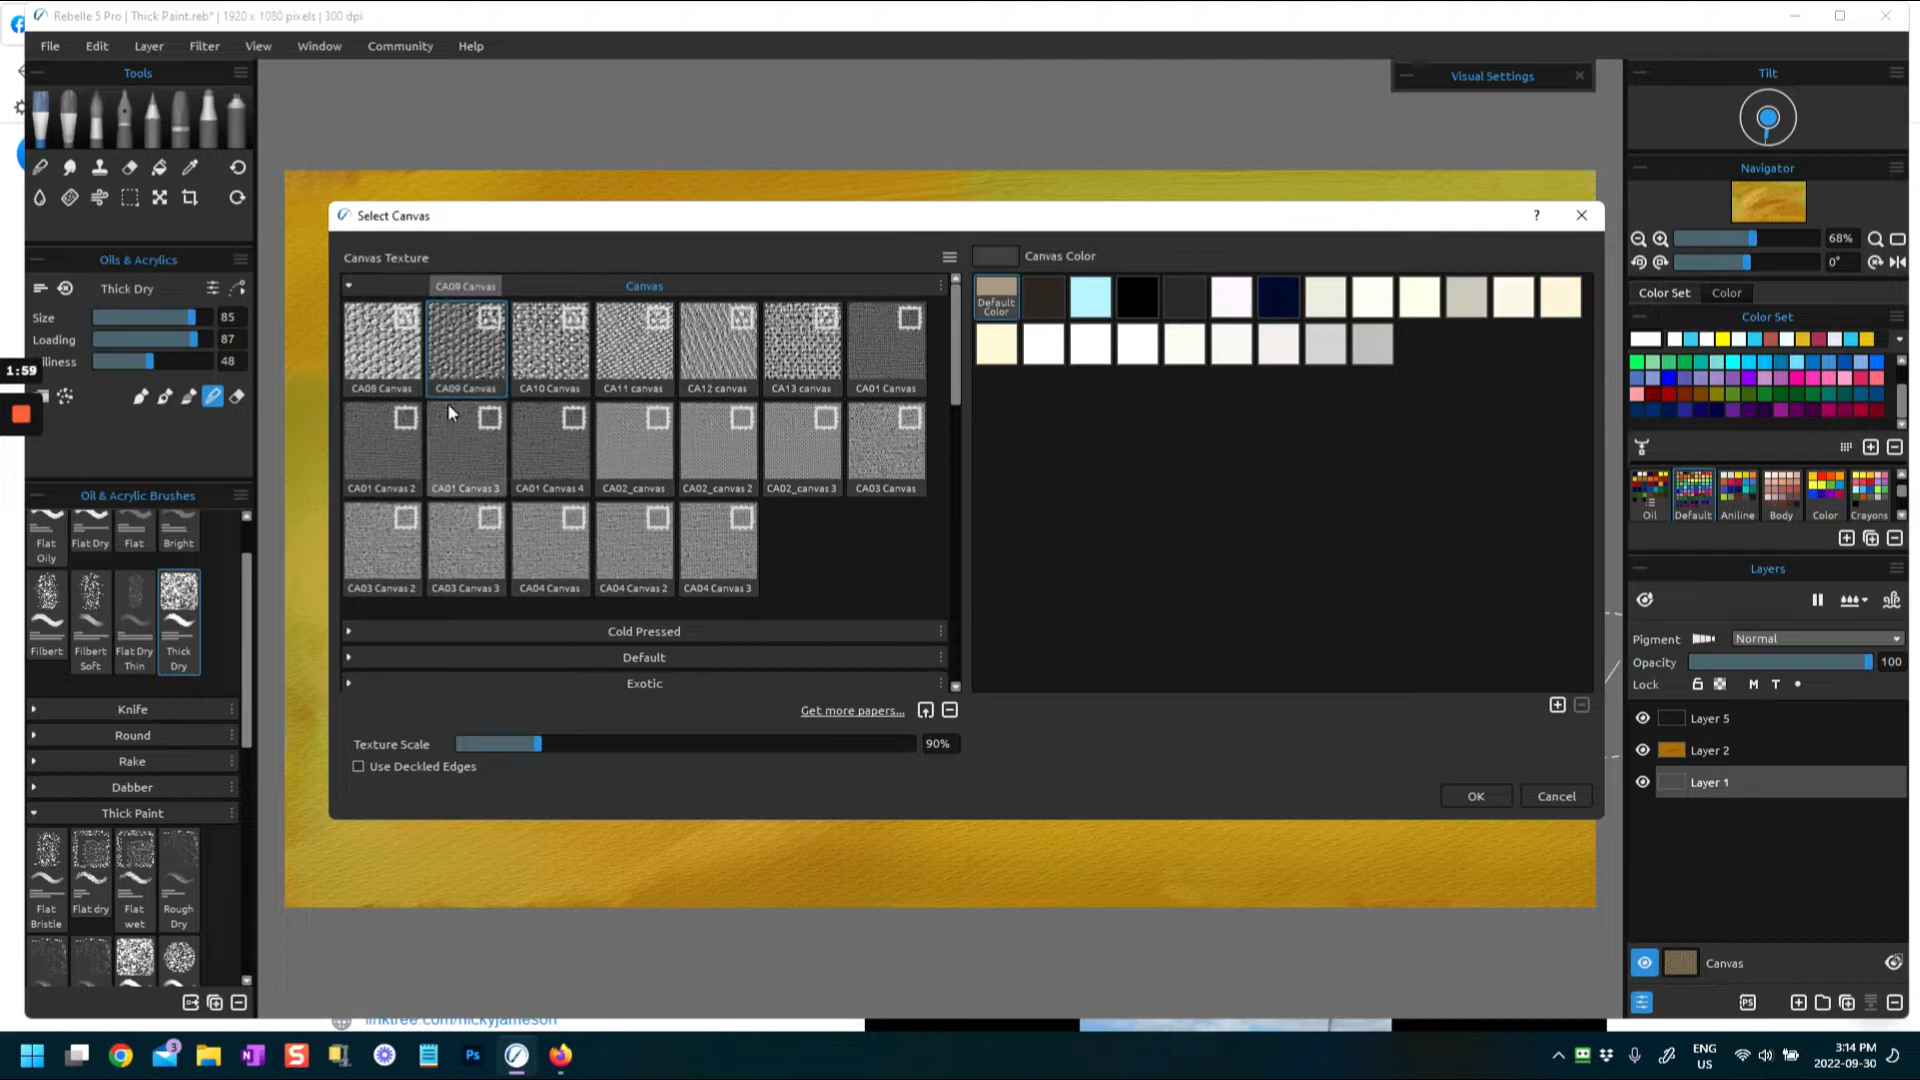 Rebelle 5 Pro | Thick Paint.reb* | 1920 x 1080 pixels | 300 dpi
File Edit Layer Filter View Window Community Help
Tools
Oils & Acrylics
Thick Dry
Size 85
Loading 87
1:59
48
Oil & Acrylic Brushes
Flat Oily
Flat Dry
Flat
Bright
Filbert
Filbert Soft
Flat Dry Thin
Thick Dry
Knife
Round
Rake
Dabber
Thick Paint
Flat Bristle
Flat dry
Flat wet
Rough Dry
Visual Settings
Select Canvas
?
Canvas Texture
CA09 Canvas
Canvas
CA08 Canvas
CA09 Canvas
CA10 Canvas
CA11 canvas
CA12 canvas
CA13 canvas
CA01 Canvas
CA01 Canvas 2
CA01 Canvas 3
CA01 Canvas 4
CA02_canvas
CA02_canvas 2
CA02_canvas 3
CA03 Canvas
CA03 Canvas 2
CA03 Canvas 3
CA04 Canvas
CA04 Canvas 2
CA04 Canvas 3
Cold Pressed
Default
Exotic
Get more papers...
Texture Scale 90%
Use Deckled Edges
Canvas Color
Default Color
OK
Cancel
Tilt
Navigator
68%
0°
Color Set
Color
Color Set
Oil
Default
Aniline
Body
Color
Crayons
Layers
Pigment Normal
Opacity 100
Lock M T
Layer 5
Layer 2
Layer 1
Canvas
PS
linktree.com/nickyjameson
3
N
S
Ps
ENG
US
3:14 PM
2022-09-30